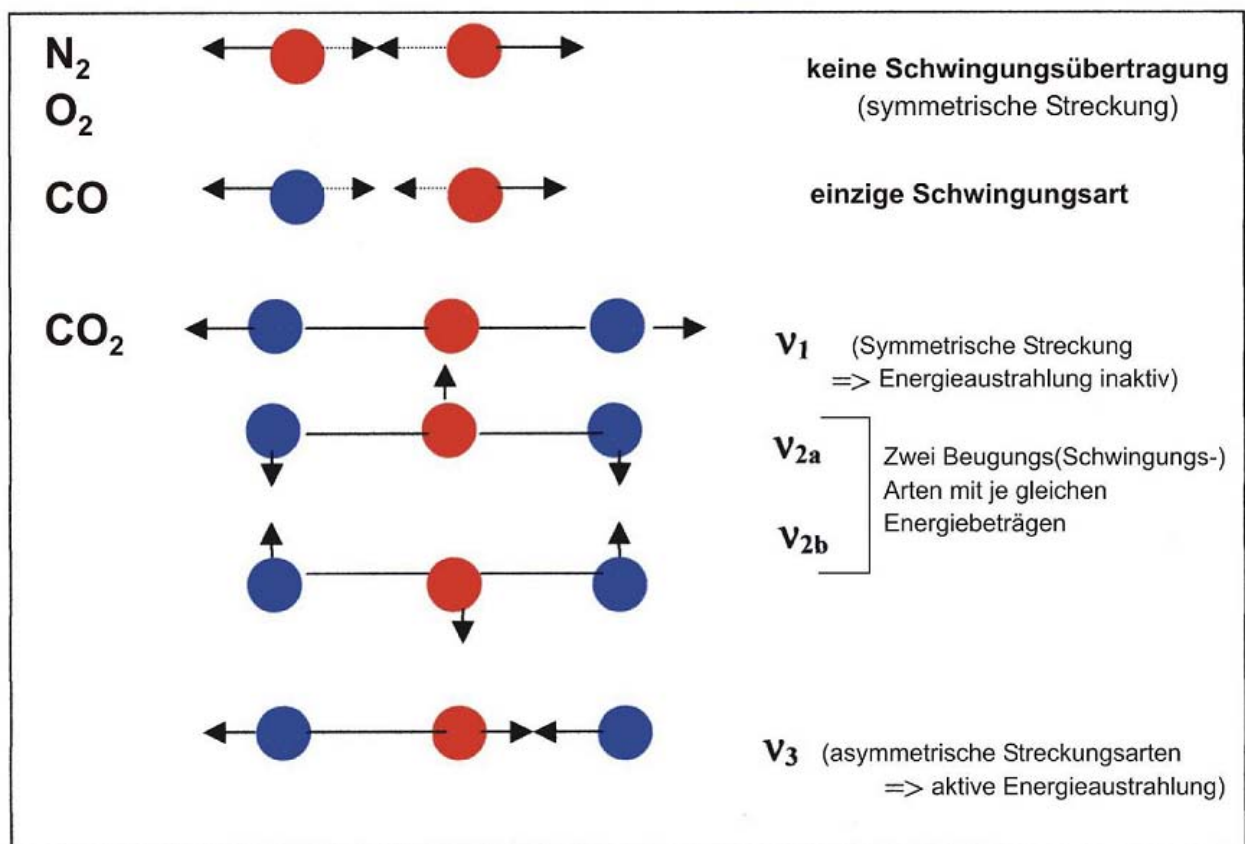 N₂
keine Schwingungsübertragung
(symmetrische Streckung)
O₂
CO
einzige Schwingungsart
CO₂
ν₁ (Symmetrische Streckung
=> Energieaustrahlung inaktiv)
ν₂ₐ
Zwei Beugungs(Schwingungs-)
Arten mit je gleichen
Energiebeträgen
ν₂b
ν₃ (asymmetrische Streckungsarten
=> aktive Energieaustrahlung)